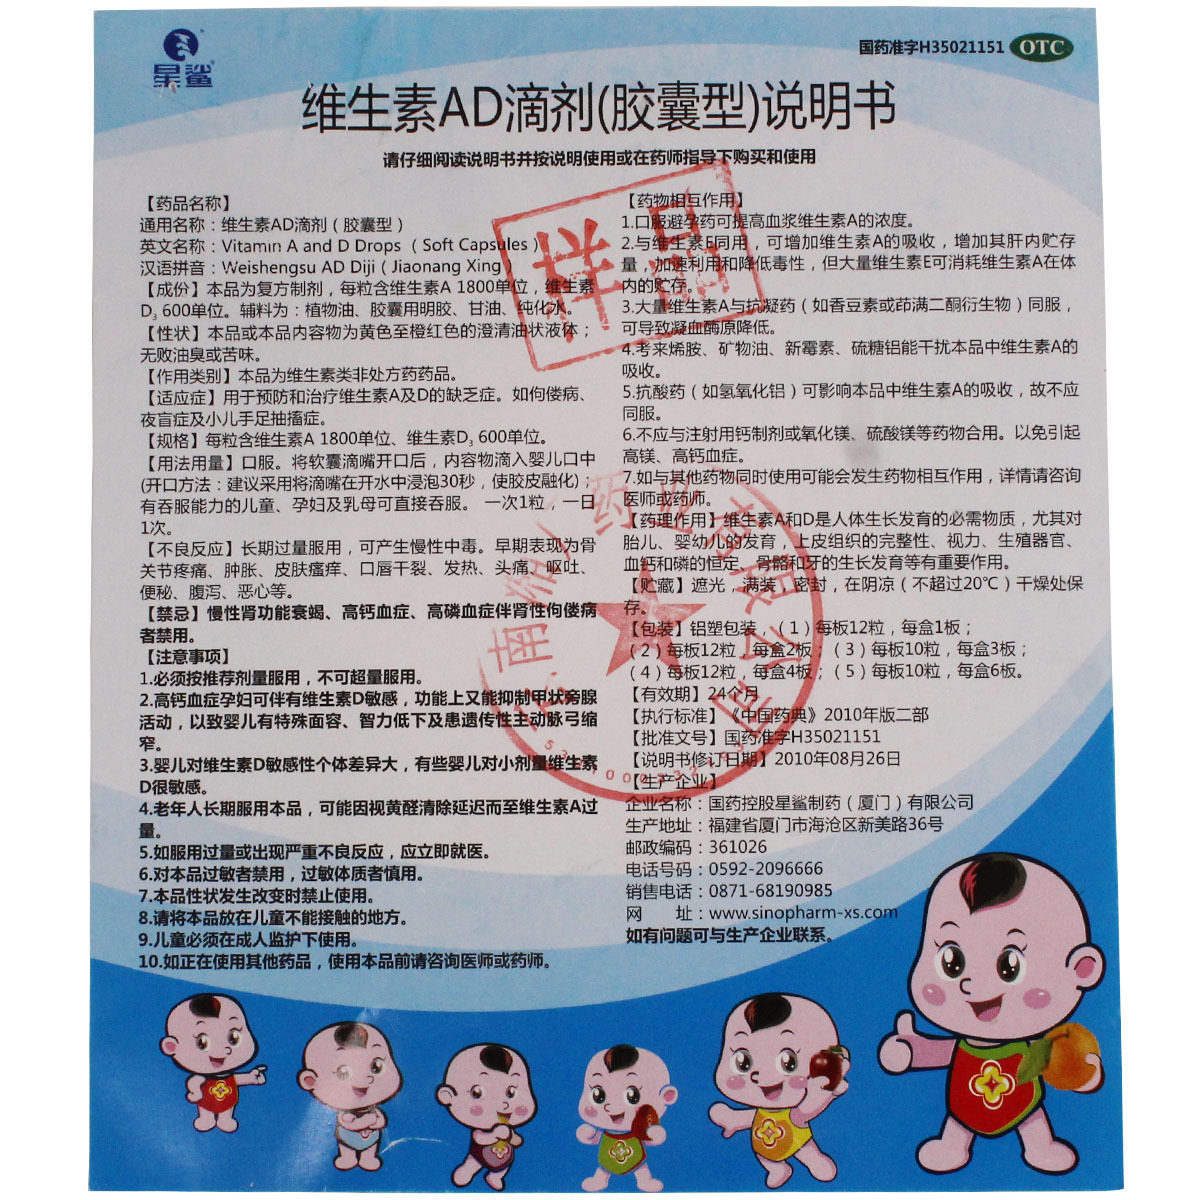 星鲨
国药准字H35021151 OTC
维生素AD滴剂(胶囊型)说明书
请仔细阅读说明书并按说明使用或在药师指导下购买和使用
【药品名称】
通用名称：维生素AD滴剂（胶囊型）
英文名称：Vitamin A and D Drops （Soft Capsules）
汉语拼音：Weishengsu AD Diji（Jiaonang Xing）
【成份】本品为复方制剂，每粒含维生素A 1800单位，维生素
D₃ 600单位。辅料为：植物油、胶囊用明胶、甘油、纯化水。
【性状】本品或本品内容物为黄色至橙红色的澄清油状液体；
无败油臭或苦味。
【作用类别】本品为维生素类非处方药药品。
【适应症】用于预防和治疗维生素A及D的缺乏症。如佝偻病、
夜盲症及小儿手足抽搐症。
【规格】每粒含维生素A 1800单位、维生素D₃ 600单位。
【用法用量】口服。将软囊滴嘴开口后，内容物滴入婴儿口中
(开口方法：建议采用将滴嘴在开水中浸泡30秒，使胶皮融化)；
有吞服能力的儿童、孕妇及乳母可直接吞服。 一次1粒，一日
1次。
【不良反应】长期过量服用，可产生慢性中毒。早期表现为骨
关节疼痛、肿胀、皮肤瘙痒、口唇干裂、发热、头痛、呕吐、
便秘、腹泻、恶心等。
【禁忌】慢性肾功能衰竭、高钙血症、高磷血症伴肾性佝偻病
者禁用。
【注意事项】
1.必须按推荐剂量服用，不可超量服用。
2.高钙血症孕妇可伴有维生素D敏感，功能上又能抑制甲状旁腺
活动，以致婴儿有特殊面容、智力低下及患遗传性主动脉弓缩
窄。
3.婴儿对维生素D敏感性个体差异大，有些婴儿对小剂量维生素
D很敏感。
4.老年人长期服用本品，可能因视黄醛清除延迟而至维生素A过
量。
5.如服用过量或出现严重不良反应，应立即就医。
6.对本品过敏者禁用，过敏体质者慎用。
7.本品性状发生改变时禁止使用。
8.请将本品放在儿童不能接触的地方。
9.儿童必须在成人监护下使用。
10.如正在使用其他药品，使用本品前请咨询医师或药师。
【药物相互作用】
1.口服避孕药可提高血浆维生素A的浓度。
2.与维生素E同用，可增加维生素A的吸收，增加其肝内贮存
量，加速利用和降低毒性，但大量维生素E可消耗维生素A在体
内的贮存。
3.大量维生素A与抗凝药（如香豆素或茚满二酮衍生物）同服，
可导致凝血酶原降低。
4.考来烯胺、矿物油、新霉素、硫糖铝能干扰本品中维生素A的
吸收。
5.抗酸药（如氢氧化铝）可影响本品中维生素A的吸收，故不应
同服。
6.不应与注射用钙制剂或氧化镁、硫酸镁等药物合用。以免引起
高镁、高钙血症。
7.如与其他药物同时使用可能会发生药物相互作用，详情请咨询
医师或药师。
【药理作用】维生素A和D是人体生长发育的必需物质，尤其对
胎儿、婴幼儿的发育，上皮组织的完整性、视力、生殖器官、
血钙和磷的恒定、骨骼和牙的生长发育等有重要作用。
【贮藏】遮光，满装，密封，在阴凉（不超过20℃）干燥处保
存。
【包装】铝塑包装，（1）每板12粒，每盒1板；
（2）每板12粒，每盒2板；（3）每板10粒，每盒3板；
（4）每板12粒，每盒4板；（5）每板10粒，每盒6板。
【有效期】24个月
【执行标准】《中国药典》2010年版二部
【批准文号】国药准字H35021151
【说明书修订日期】2010年08月26日
【生产企业】
企业名称：国药控股星鲨制药（厦门）有限公司
生产地址：福建省厦门市海沧区新美路36号
邮政编码：361026
电话号码：0592-2096666
销售电话：0871-68190985
网 址：www.sinopharm-xs.com
如有问题可与生产企业联系。
样品